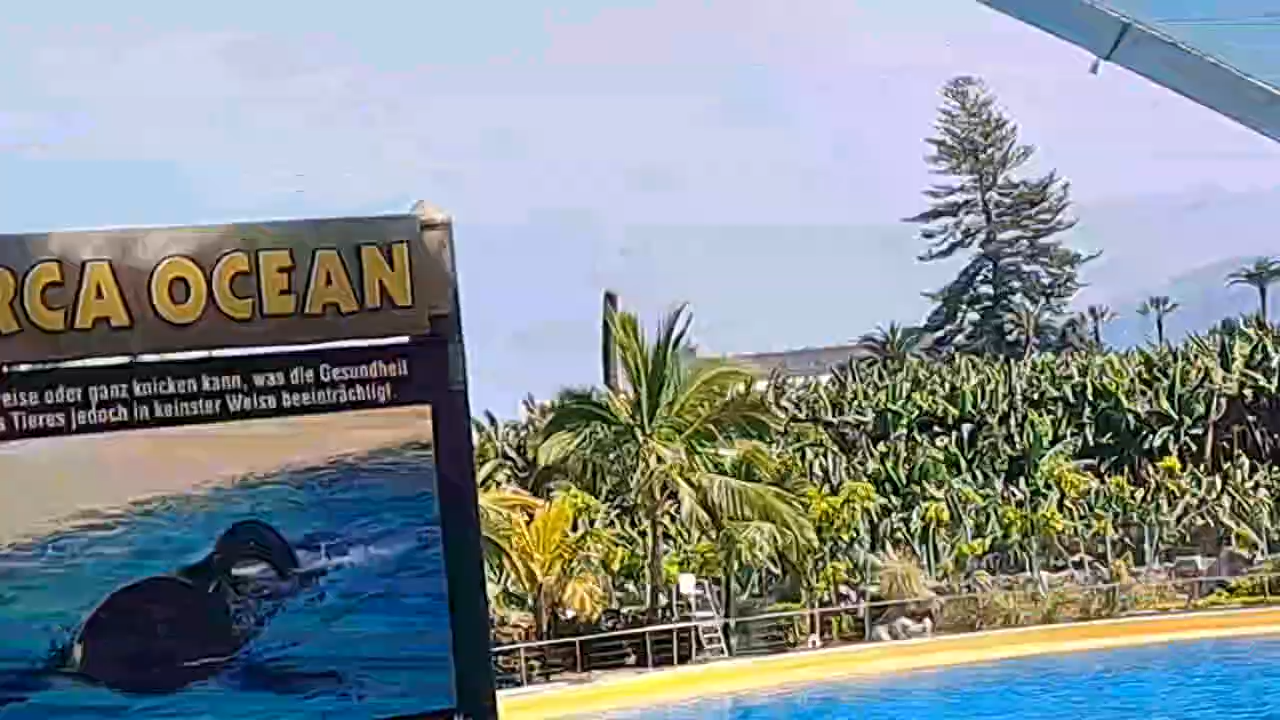 RCA OCEAN
eise oder ganz knicken kann, was die Gesundheit
s Tieres jedoch in keinster Weise beeinträchtigt.